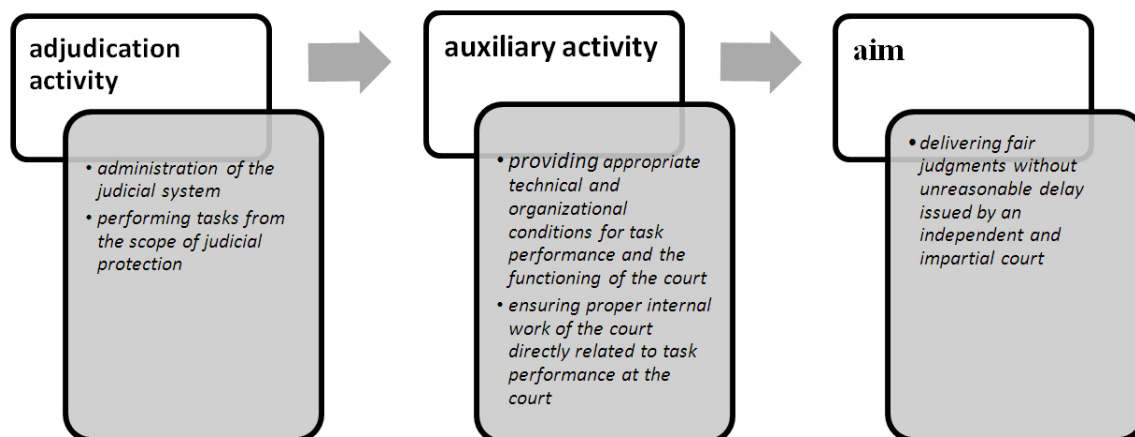 adjudication
activity
• administration of the
judicial system
• performing tasks from
the scope of judicial
protection
auxiliary activity
• providing appropriate
technical and
organizational
conditions for task
performance and the
functioning of the court
• ensuring proper internal
work of the court
directly related to task
performance at the
court
aim
• delivering fair
judgments without
unreasonable delay
issued by an
independent and
impartial court